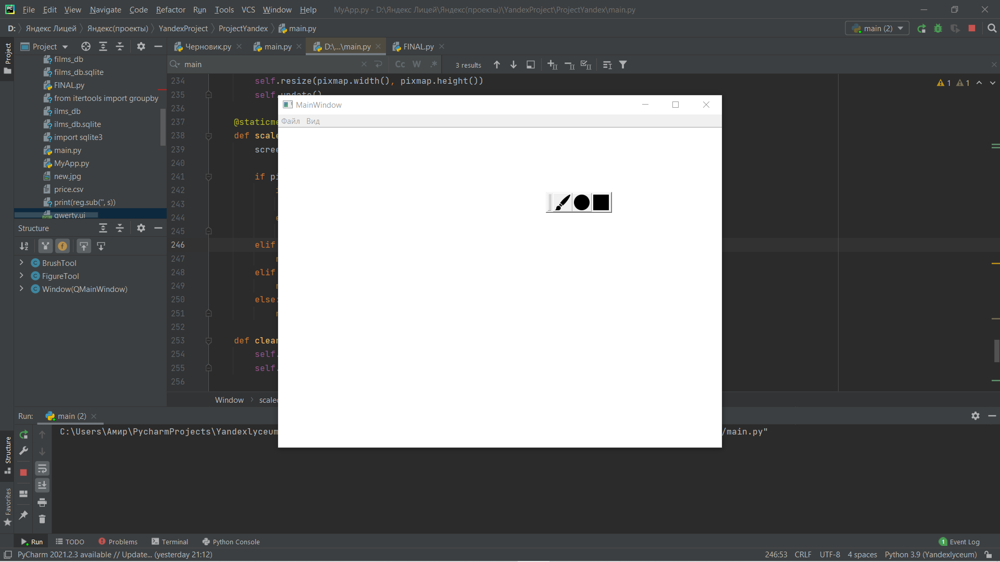 File Edit View Navigate Code Refactor Run Tools VCS Window Help MyApp.py - D:\Яндекс Лицей\Яндекс(проекты)\YandexProject\ProjectYandex\main.py
D: Яндекс Лицей Яндекс(проекты) YandexProject ProjectYandex main.py main (2)
Project
Project
Черновик.py main.py D:\...\main.py FINAL.py
main Cc W .* 3 results
films_db
films_db.sqlite
FINAL.py
from itertools import groupby
ilms_db
ilms_db.sqlite
import sqlite3
main.py
MyApp.py
new.jpg
price.csv
print(reg.sub('', s))
qwerty.ui
Structure
BrushTool
FigureTool
Window(QMainWindow)
1 1
234 self.resize(pixmap.width(), pixmap.height())
235 self.update()
236
237 @staticme
238 def scale
239 scree
240
241 if pi
242
243
244 e
245
246 elif
247
248 elif
249
250 else:
251
252
253 def clear
254 self.
255 self.
256
MainWindow
Файл Вид
Window scaled
Run: main (2)
C:\Users\Амир\PycharmProjects\Yandexlyceum /main.py"
Structure
Favorites
Run TODO Problems Terminal Python Console 1 Event Log
PyCharm 2021.2.3 available // Update... (yesterday 21:12) 246:53 CRLF UTF-8 4 spaces Python 3.9 (Yandexlyceum)